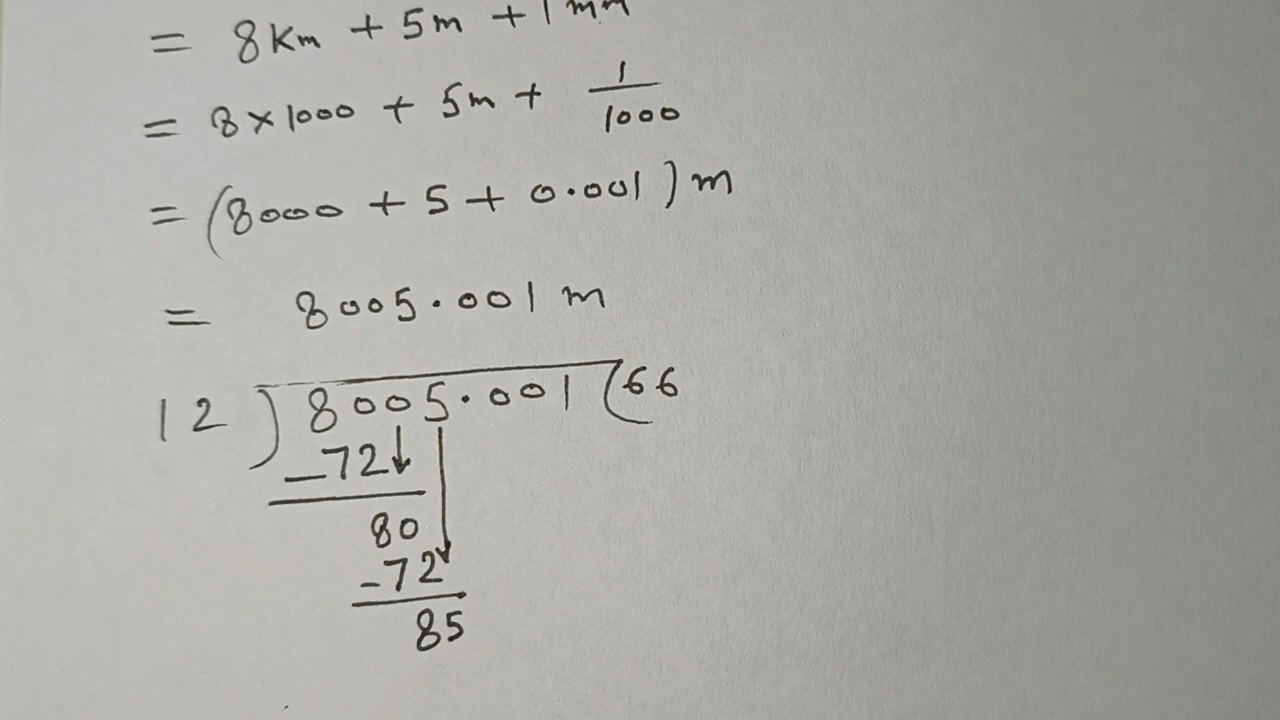 = 8Km + 5m + 1mm
= 8×1000 + 5m + 1/1000
= (8000 + 5 + 0.001) m
= 8005.001 m
12 ) 8005.001 ( 66
-72↓
80
-72
85